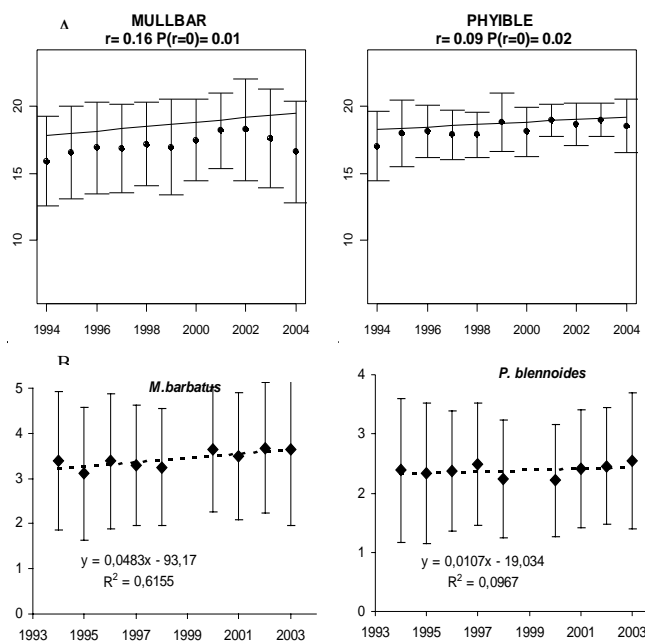 A
MULLBAR
r= 0.16 P(r=0)= 0.01
20
15
10
1994 1996 1998 2000 2002 2004
PHYIBLE
r= 0.09 P(r=0)= 0.02
20
15
10
1994 1996 1998 2000 2002 2004
B
M.barbatus
5
4
3
2
1
0
y = 0,0483x - 93,17
R² = 0,6155
1993 1995 1997 1999 2001 2003
P. blennoides
4
3
2
1
0
y = 0,0107x - 19,034
R² = 0,0967
1993 1995 1997 1999 2001 2003